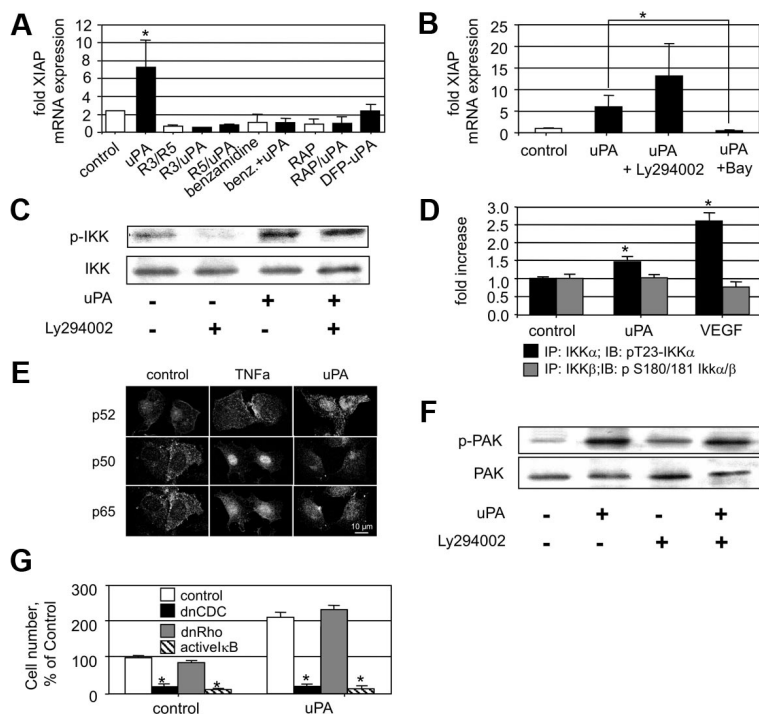 A
fold XIAP
mRNA expression
12
10
8
6
4
2
0
*
control
uPA
R3/R5
R3/uPA
R5/uPA
benzamidine
benz.+uPA
RAP
RAP/uPA
DFP-uPA
B
fold XIAP
mRNA expression
25
20
15
10
5
0
*
control
uPA
uPA
+ Ly294002
uPA
+Bay
C
p-IKK
IKK
uPA - - + +
Ly294002 - + - +
D
fold increase
3.0
2.5
2.0
1.5
1.0
0.5
0.0
*
*
control uPA VEGF
IP: IKKα; IB: pT23-IKKα
IP: IKKβ;IB: p S180/181 Ikkα/β
E
control TNFa uPA
p52
p50
p65
10 µm
F
p-PAK
PAK
uPA - + - +
Ly294002 - - + +
G
Cell number,
% of Control
300
200
100
0
control
dnCDC
dnRho
activeIκB
* * * *
control uPA